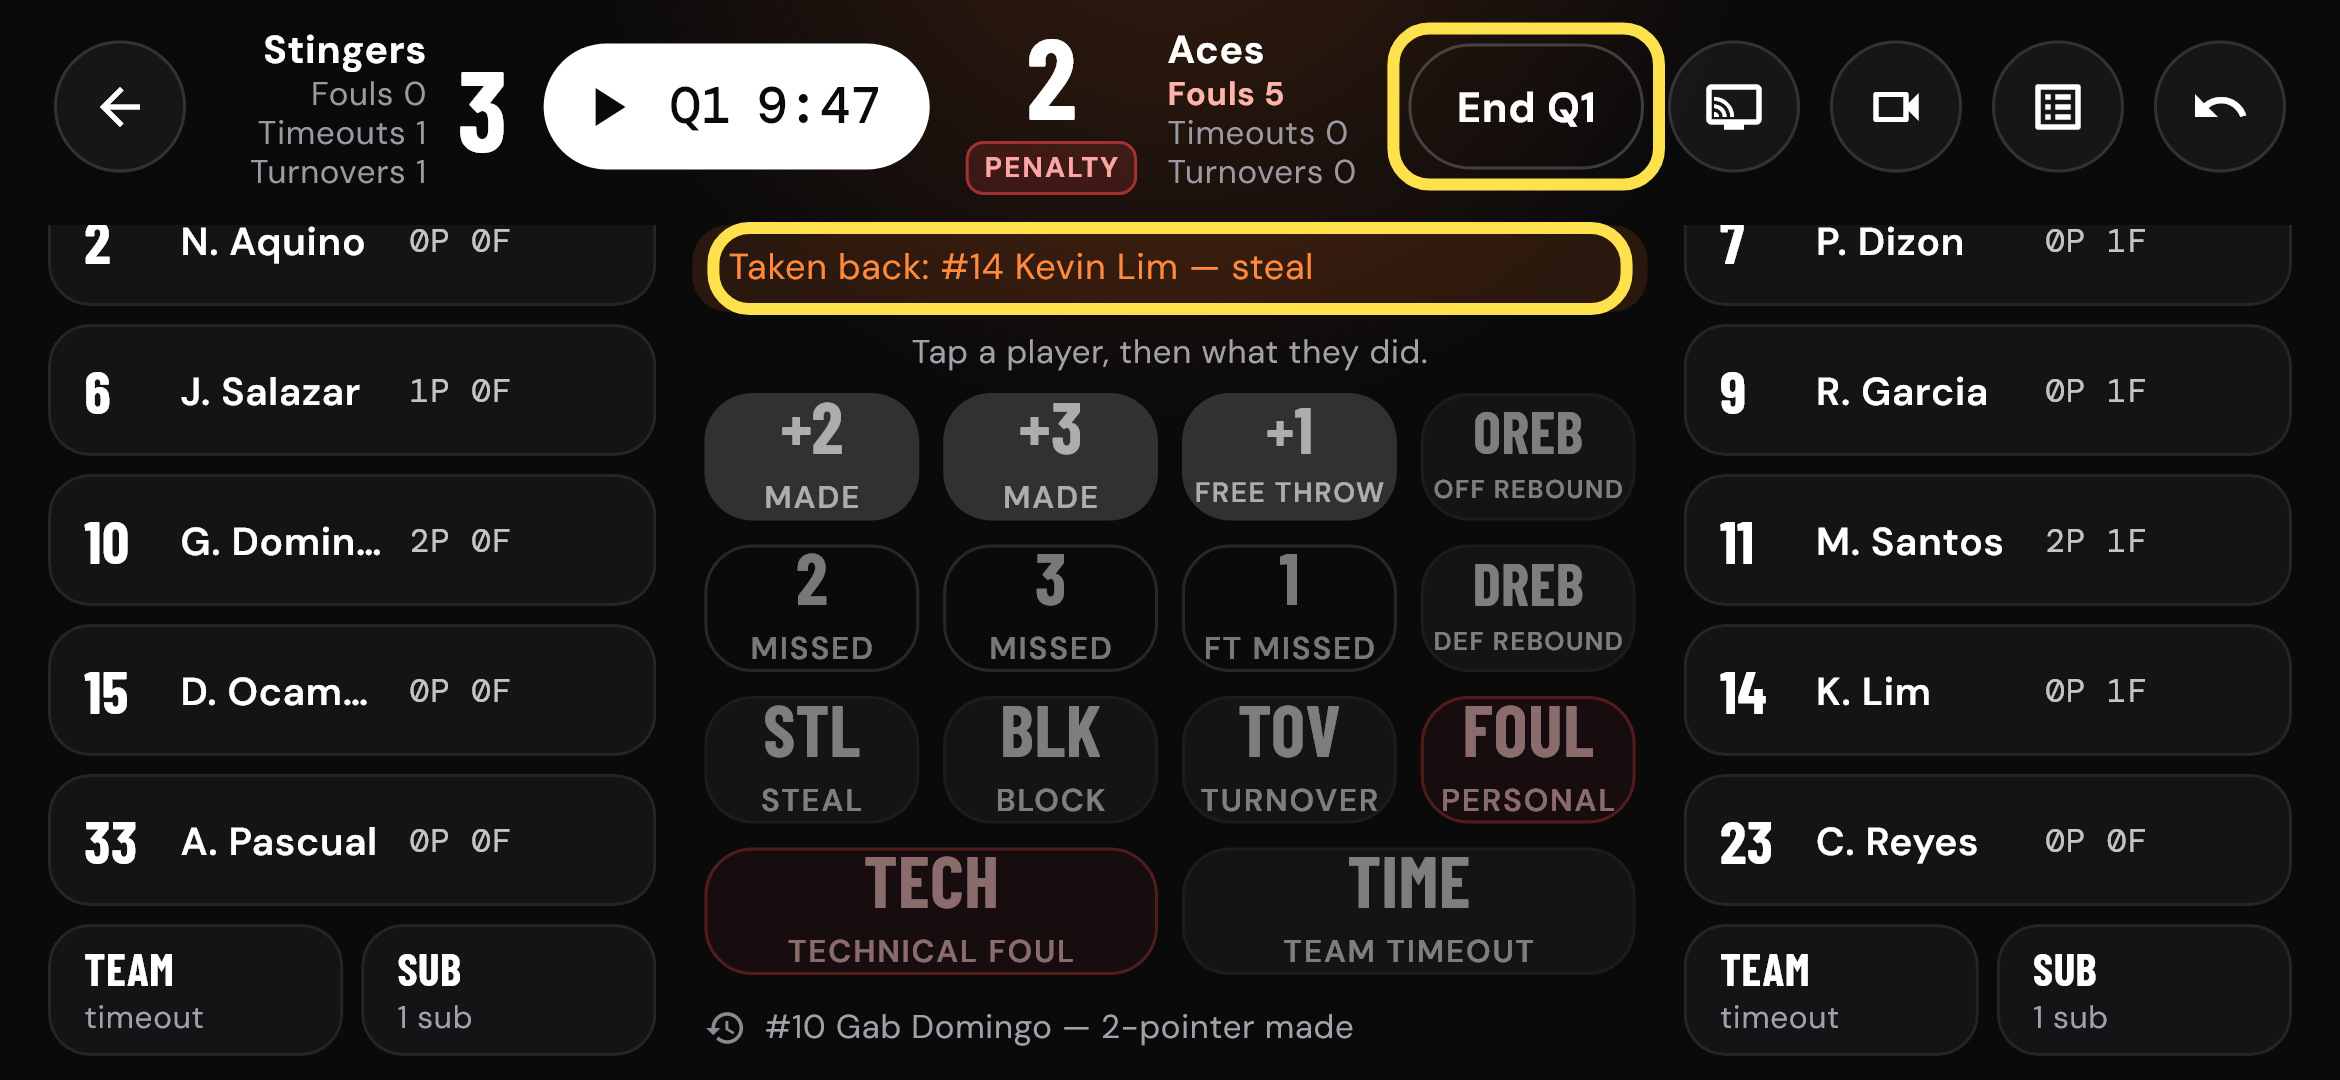 Stingers
Fouls 0
Timeouts 1
Turnovers 1
3
Q1 9:47
2
PENALTY
Aces
Fouls 5
Timeouts 0
Turnovers 0
End Q1
2 N. Aquino 0P 0F
6 J. Salazar 1P 0F
10 G. Domin... 2P 0F
15 D. Ocam... 0P 0F
33 A. Pascual 0P 0F
TEAM
timeout
SUB
1 sub
Taken back: #14 Kevin Lim — steal
Tap a player, then what they did.
+2
MADE
+3
MADE
+1
FREE THROW
OREB
OFF REBOUND
2
MISSED
3
MISSED
1
FT MISSED
DREB
DEF REBOUND
STL
STEAL
BLK
BLOCK
TOV
TURNOVER
FOUL
PERSONAL
TECH
TECHNICAL FOUL
TIME
TEAM TIMEOUT
#10 Gab Domingo — 2-pointer made
7 P. Dizon 0P 1F
9 R. Garcia 0P 1F
11 M. Santos 2P 1F
14 K. Lim 0P 1F
23 C. Reyes 0P 0F
TEAM
timeout
SUB
1 sub